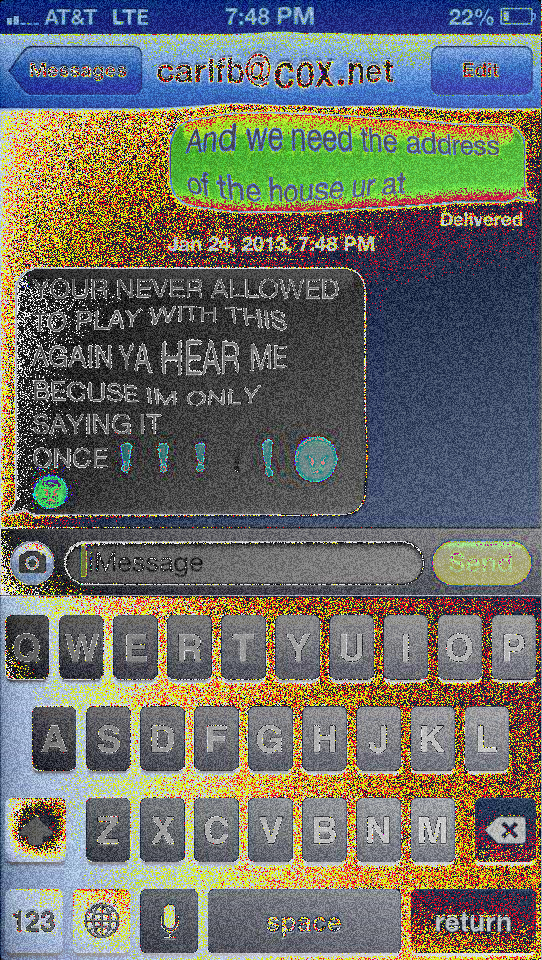 AT&T LTE 7:48 PM 22%
Messages carifb@cox.net Edit
And we need the address
of the house ur at
Delivered
Jan 24, 2013, 7:48 PM
YOUR NEVER ALLOWED
TO PLAY WITH THIS
AGAIN YA HEAR ME
BECUSE IM ONLY
SAYING IT
ONCE
iMessage Send
Q W E R T Y U I O P
A S D F G H J K L
Z X C V B N M
123 space return